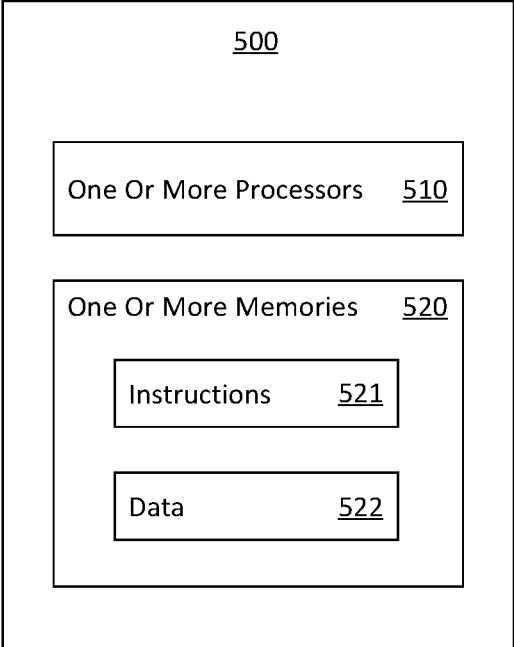 500
One Or More Processors 510
One Or More Memories 520
Instructions 521
Data 522